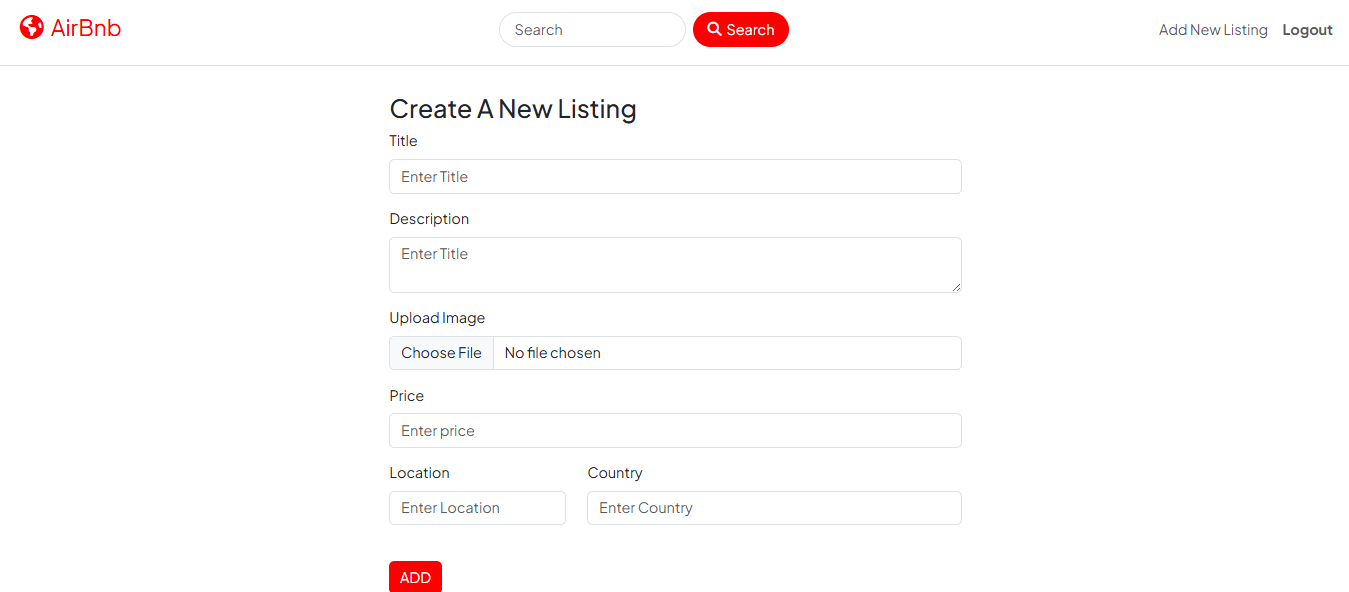 AirBnb
Search
Search
Add New Listing
Logout
Create A New Listing
Title
Enter Title
Description
Enter Title
Upload Image
Choose File No file chosen
Price
Enter price
Location
Country
Enter Location
Enter Country
ADD